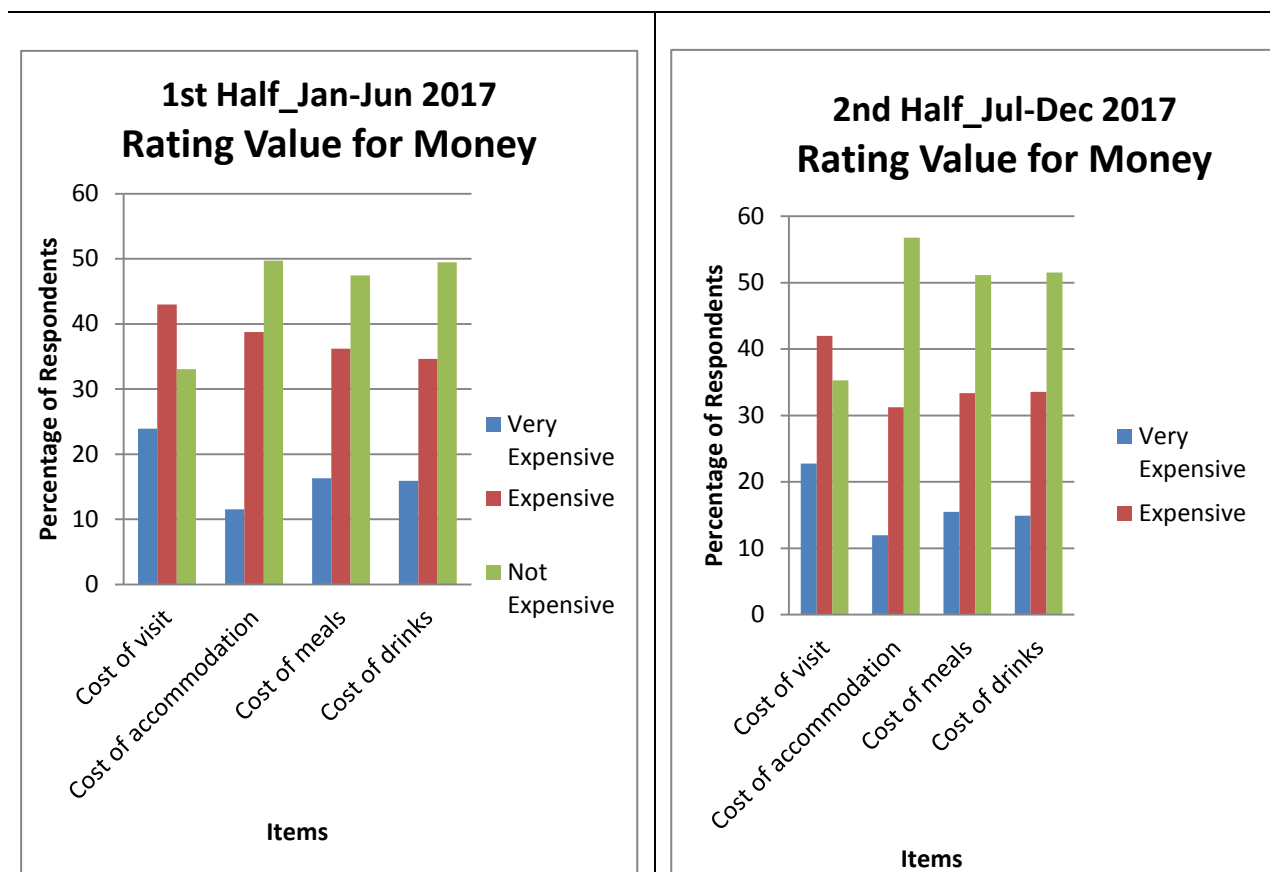 1st Half_Jan-Jun 2017
Rating Value for Money
60
50
40
30
20
10
0
Percentage of Respondents
Cost of visit
Cost of accommodation
Cost of meals
Cost of drinks
Items
Very
Expensive
Expensive
Not
Expensive
2nd Half_Jul-Dec 2017
Rating Value for Money
60
50
40
30
20
10
0
Percentage of Respondents
Cost of visit
Cost of accommodation
Cost of meals
Cost of drinks
Items
Very
Expensive
Expensive